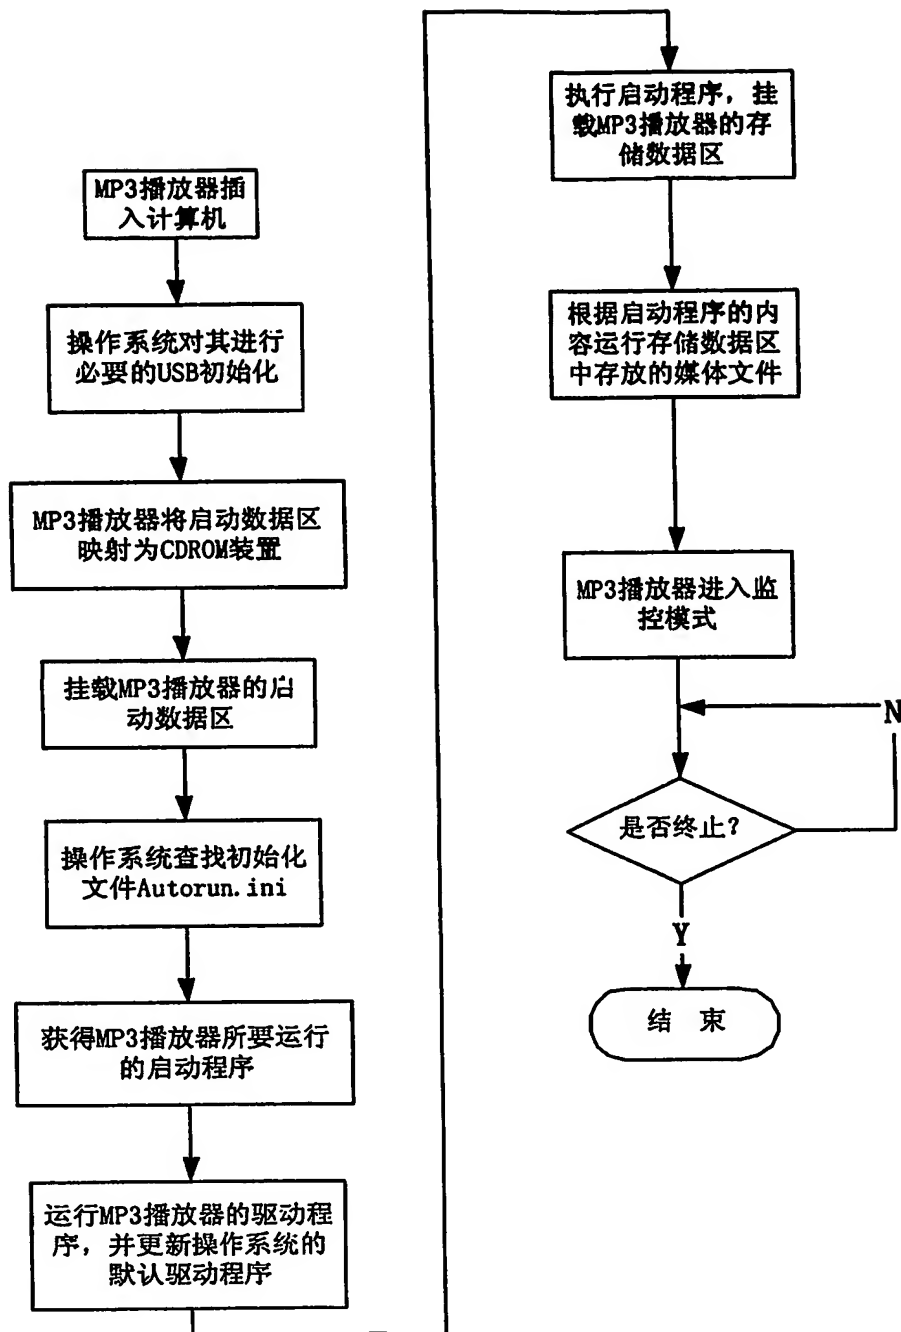 MP3播放器插
入计算机
操作系统对其进行
必要的USB初始化
MP3播放器将启动数据区
映射为CDROM装置
挂载MP3播放器的启
动数据区
操作系统查找初始化
文件Autorun.ini
获得MP3播放器所要运行
的启动程序
运行MP3播放器的驱动程
序，并更新操作系统的
默认驱动程序
执行启动程序，挂
载MP3播放器的存
储数据区
根据启动程序的内
容运行存储数据区
中存放的媒体文件
MP3播放器进入监
控模式
N
是否终止？
Y
结 束